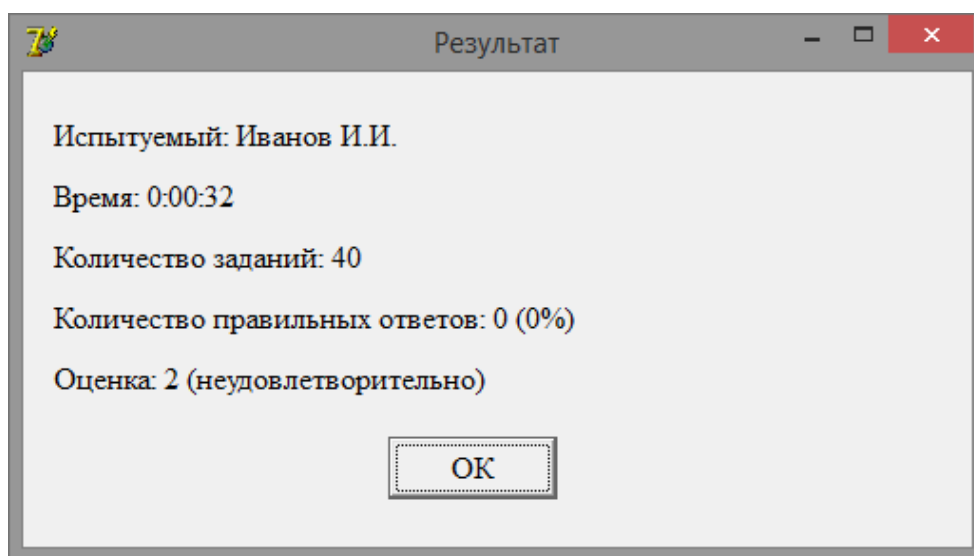 Результат
Испытуемый: Иванов И.И.
Время: 0:00:32
Количество заданий: 40
Количество правильных ответов: 0 (0%)
Оценка: 2 (неудовлетворительно)
OK